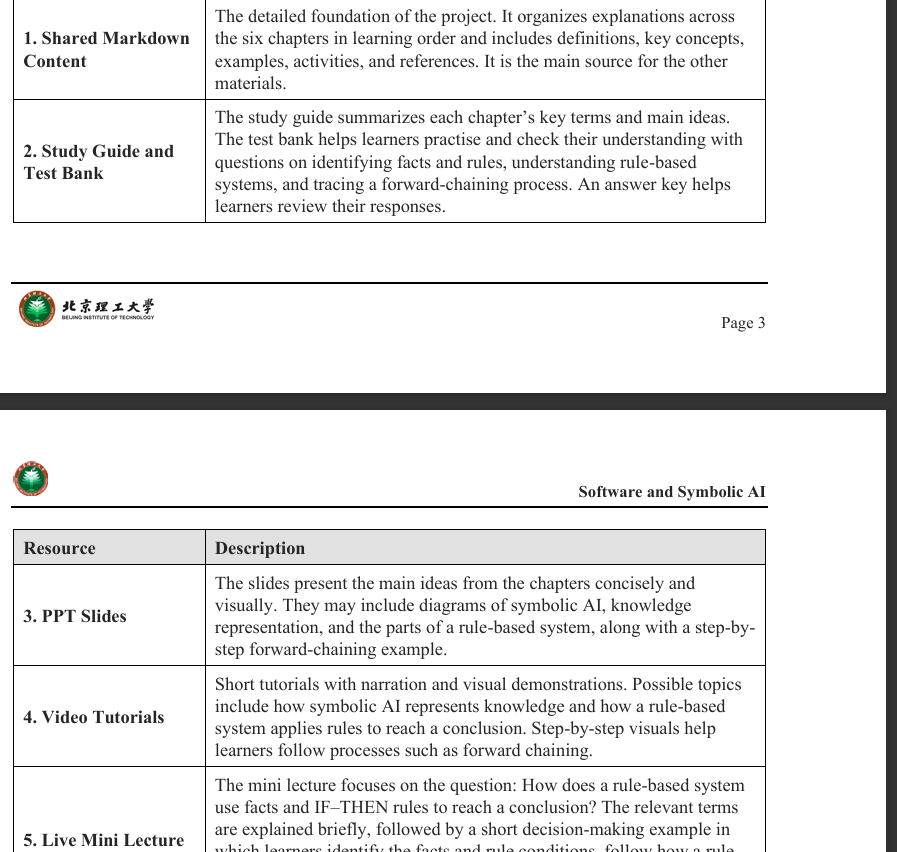 1. Shared Markdown
Content
The detailed foundation of the project. It organizes explanations across
the six chapters in learning order and includes definitions, key concepts,
examples, activities, and references. It is the main source for the other
materials.
2. Study Guide and
Test Bank
The study guide summarizes each chapter’s key terms and main ideas.
The test bank helps learners practise and check their understanding with
questions on identifying facts and rules, understanding rule-based
systems, and tracing a forward-chaining process. An answer key helps
learners review their responses.
北京理工大学
BEIJING INSTITUTE OF TECHNOLOGY
Page 3
Software and Symbolic AI
Resource
Description
3. PPT Slides
The slides present the main ideas from the chapters concisely and
visually. They may include diagrams of symbolic AI, knowledge
representation, and the parts of a rule-based system, along with a step-by-
step forward-chaining example.
4. Video Tutorials
Short tutorials with narration and visual demonstrations. Possible topics
include how symbolic AI represents knowledge and how a rule-based
system applies rules to reach a conclusion. Step-by-step visuals help
learners follow processes such as forward chaining.
5. Live Mini Lecture
The mini lecture focuses on the question: How does a rule-based system
use facts and IF–THEN rules to reach a conclusion? The relevant terms
are explained briefly, followed by a short decision-making example in
which learners identify the facts and rule conditions, follow how a rule-